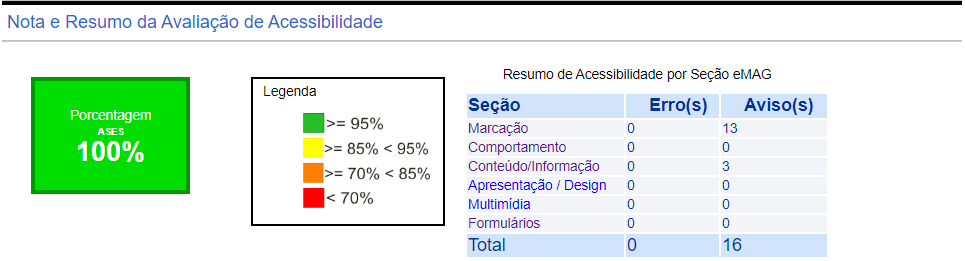 Nota e Resumo da Avaliação de Acessibilidade
Porcentagem
ASES
100%
Legenda
>= 95%
>= 85% < 95%
>= 70% < 85%
< 70%
Resumo de Acessibilidade por Seção eMAG
Seção Erro(s) Aviso(s)
Marcação 0 13
Comportamento 0 0
Conteúdo/Informação 0 3
Apresentação / Design 0 0
Multimídia 0 0
Formulários 0 0
Total 0 16